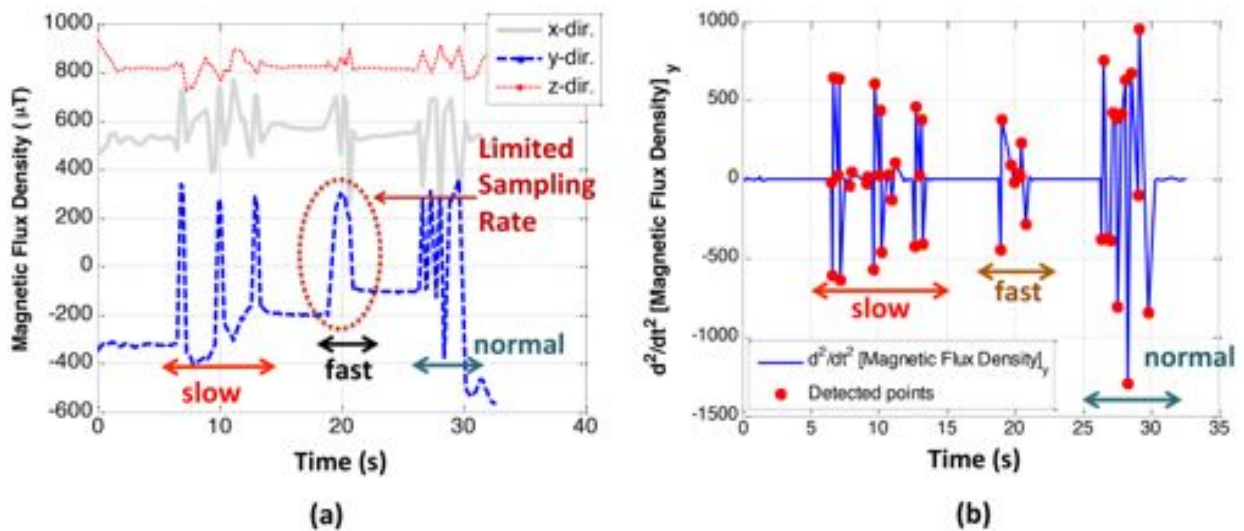 1000
800
600
400
200
0
-200
-400
-600
0
10
20
30
40
Magnetic Flux Density ( μT)
Time (s)
x-dir.
y-dir.
z-dir.
Limited
Sampling
Rate
slow
fast
normal
(a)
1000
500
0
-500
-1000
-1500
0
5
10
15
20
25
30
35
d²/dt² [Magnetic Flux Density]y
Time (s)
slow
fast
normal
d²/dt² [Magnetic Flux Density]y
Detected points
(b)